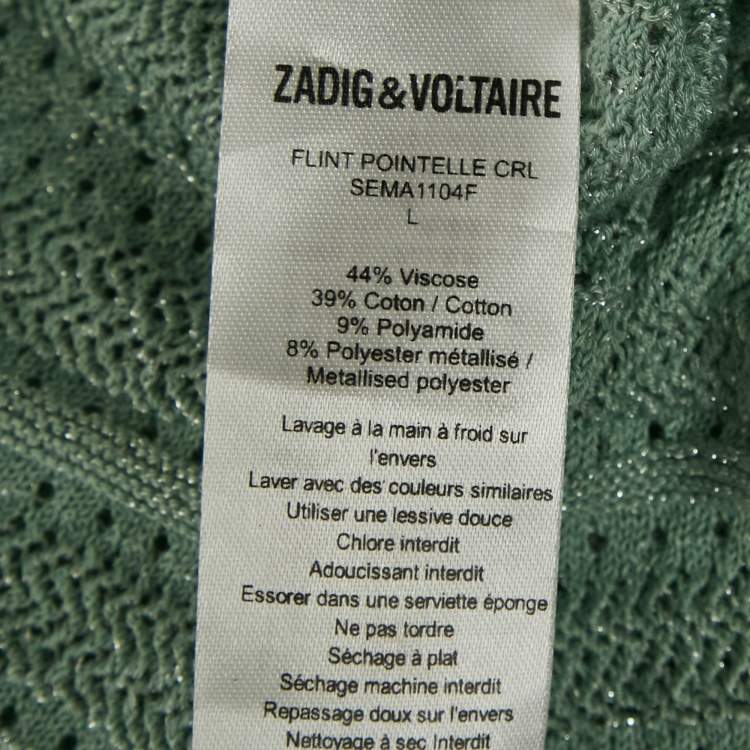 ZADIG&VOLTAIRE
FLINT POINTELLE CRL
SEMA1104F
L
44% Viscose
39% Coton / Cotton
9% Polyamide
8% Polyester métallisé /
Metallised polyester
Lavage à la main à froid sur
l'envers
Laver avec des couleurs similaires
Utiliser une lessive douce
Chlore interdit
Adoucissant interdit
Essorer dans une serviette éponge
Ne pas tordre
Séchage à plat
Séchage machine interdit
Repassage doux sur l'envers
Nettoyage à sec Interdit